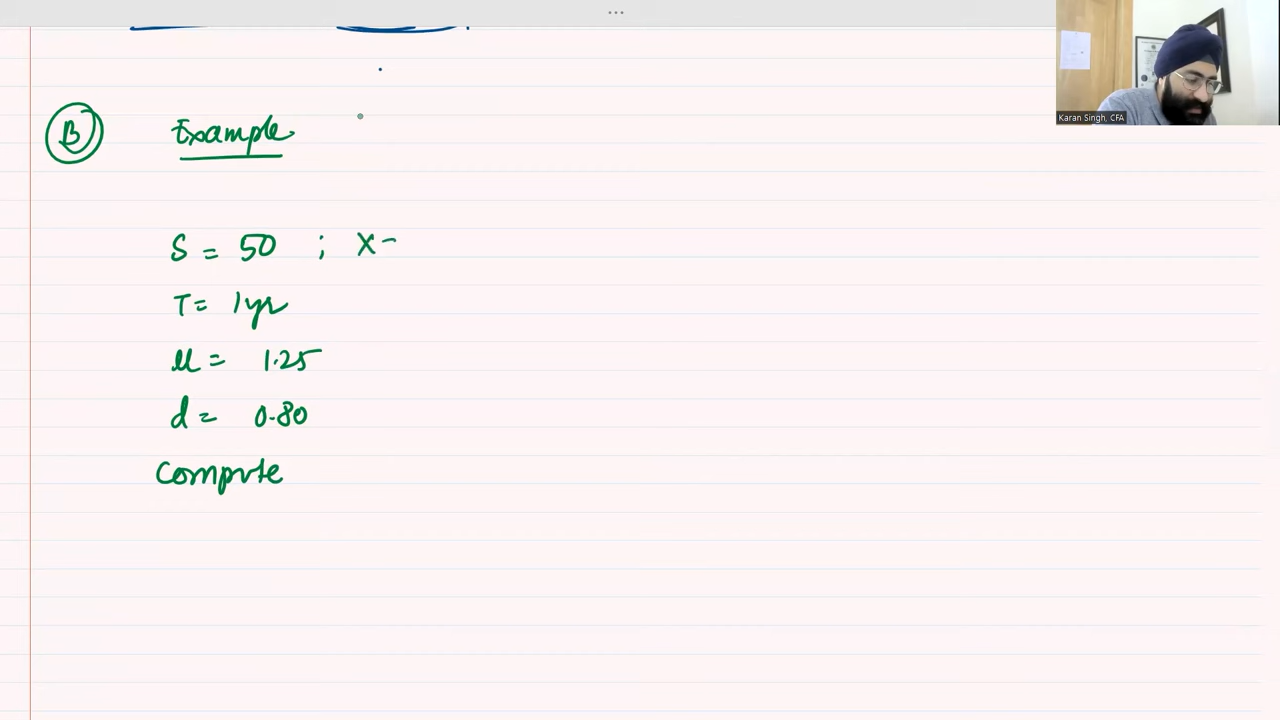 Karan Singh, CFA
B Example
S = 50 ; X -
T = 1yr
u = 1.25
d = 0.80
Compute